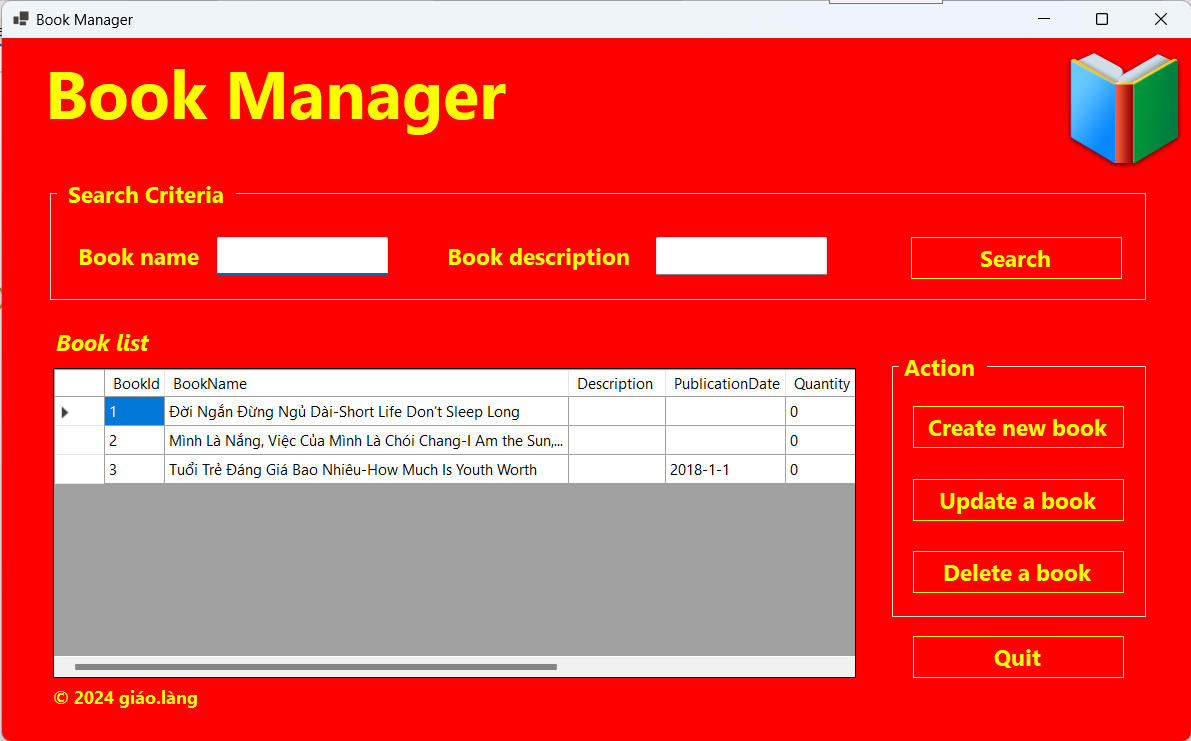 Book Manager
Book Manager
Search Criteria
Book name
Book description
Search
Book list
BookId BookName Description PublicationDate Quantity
1 Đời Ngắn Đừng Ngủ Dài-Short Life Don't Sleep Long 0
2 Mình Là Nắng, Việc Của Mình Là Chói Chang-I Am the Sun,... 0
3 Tuổi Trẻ Đáng Giá Bao Nhiêu-How Much Is Youth Worth 2018-1-1 0
Action
Create new book
Update a book
Delete a book
Quit
© 2024 giáo.làng